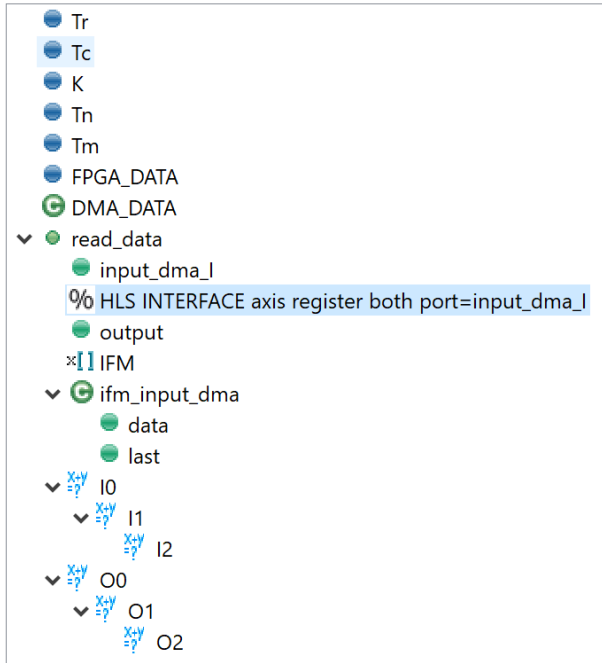 Tr
Tc
K
Tn
Tm
FPGA_DATA
DMA_DATA
read_data
input_dma_I
% HLS INTERFACE axis register both port=input_dma_I
output
×[] IFM
ifm_input_dma
data
last
x+y=? I0
x+y=? I1
x+y=? I2
x+y=? O0
x+y=? O1
x+y=? O2